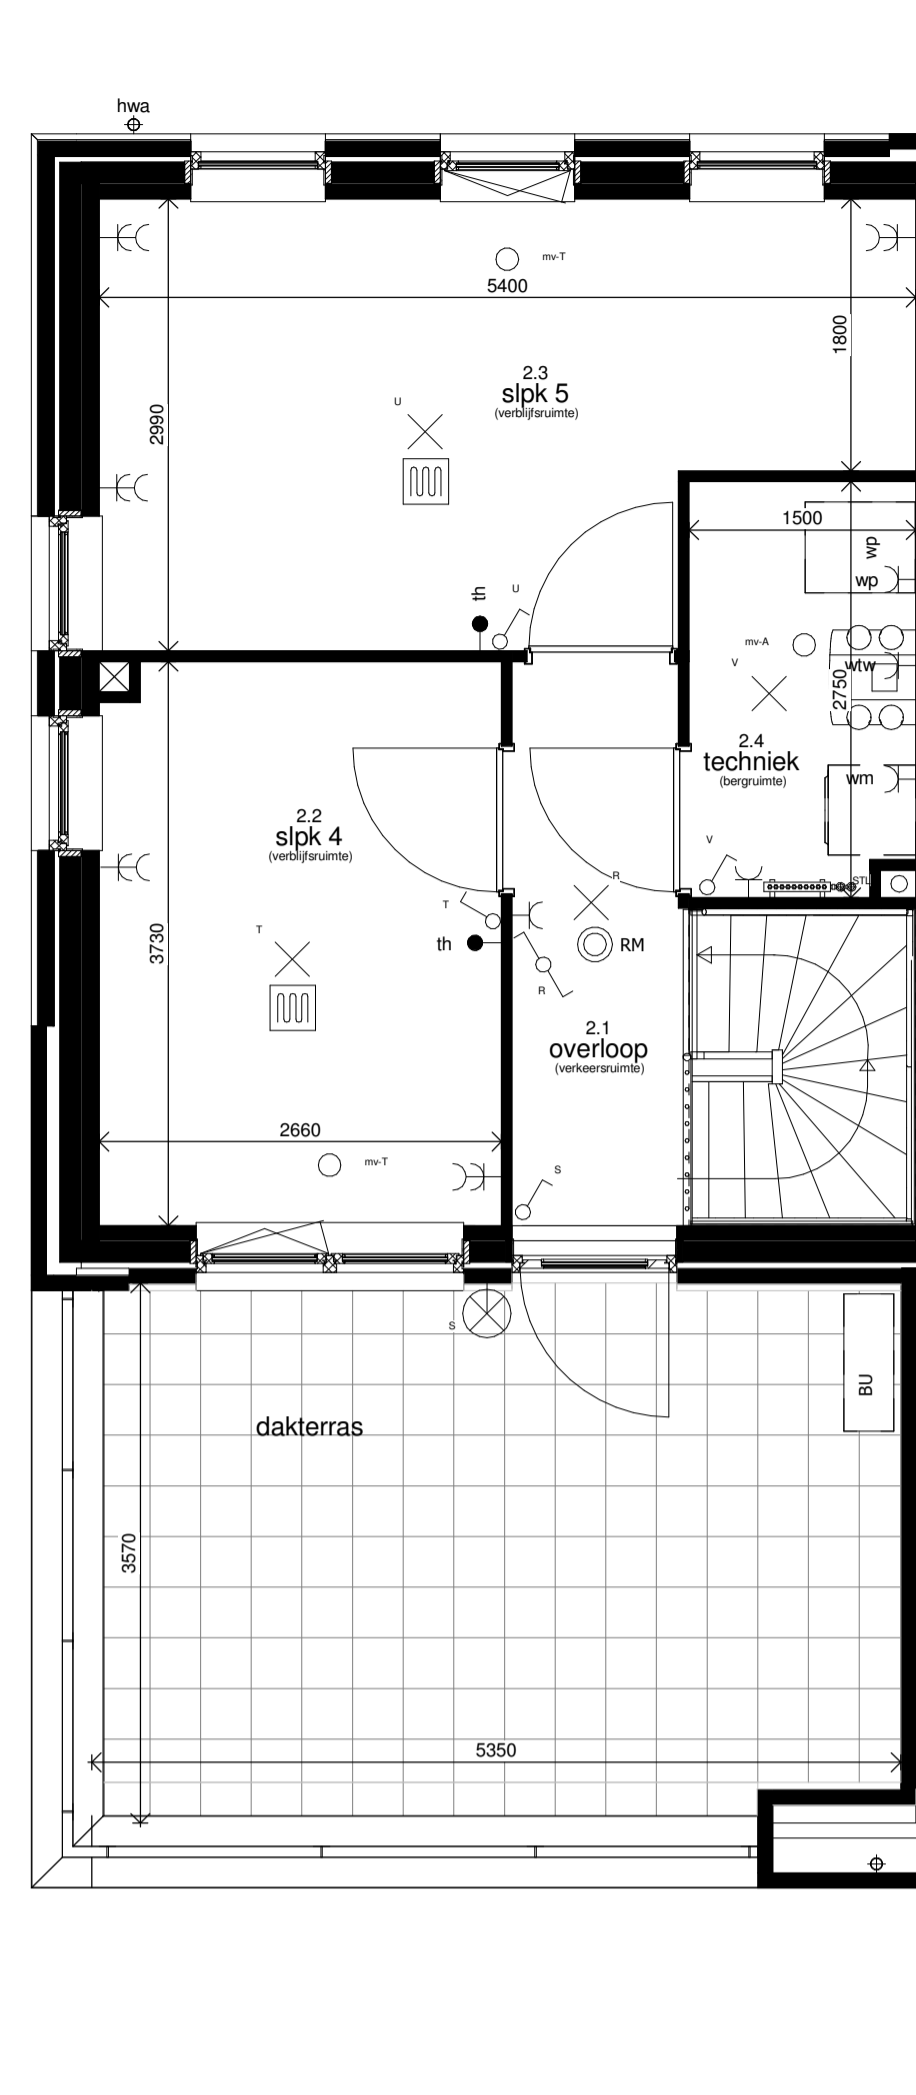 hwa
mv-T
5400
1800
2.3
slpk 5
(verblijfsruimte)
2990
U
1500
wp
wp
th
U
mv-A
V
wtw
2750
2.4
techniek
(bergruimte)
wm
2.2
slpk 4
(verblijfsruimte)
V
STL
R
T
T
th
RM
3730
R
2.1
overloop
(verkeersruimte)
2660
mv-T
S
S
BU
dakterras
3570
5350